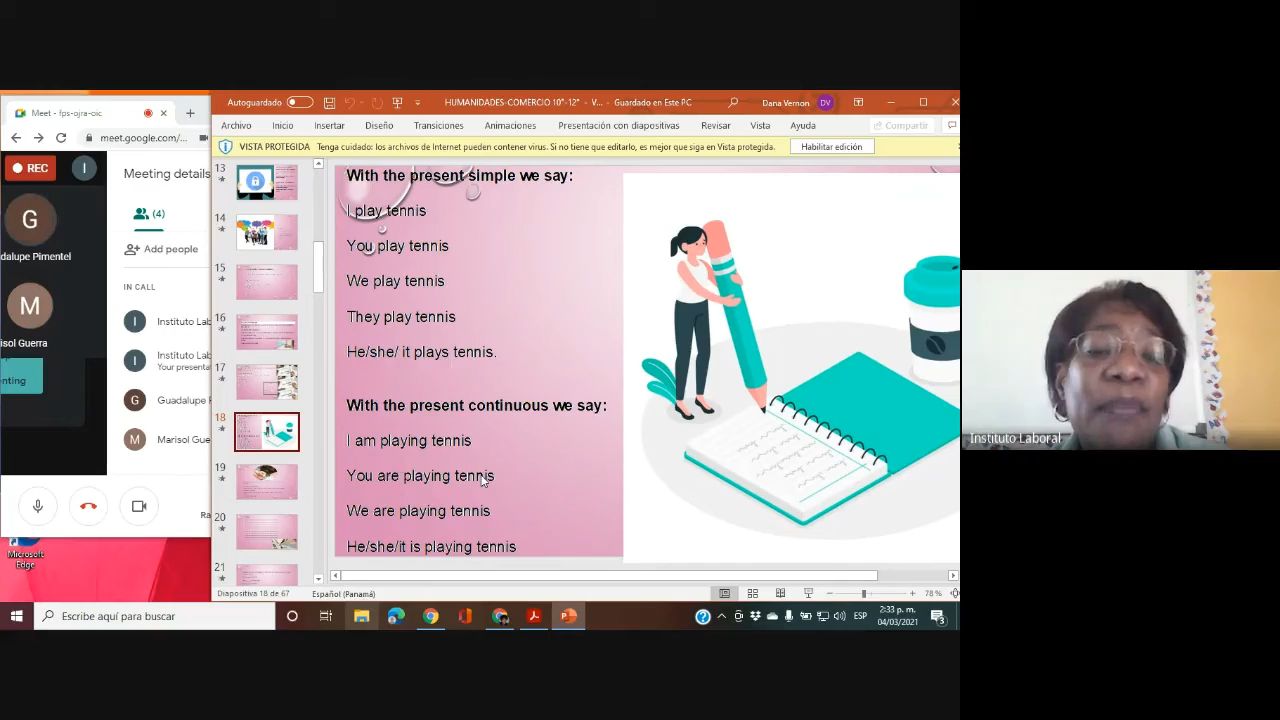 Meet - fps-ojra-oic
meet.google.com/...
REC
I
G
dalupe Pimentel
M
isol Guerra
nting
Meeting details
(4)
Add people
IN CALL
I
Instituto Lab
I
Instituto Lab
Your presenta
G
Guadalupe P
M
Marisol Gue
Ra
Microsoft
Edge
Autoguardado
HUMANIDADES-COMERCIO 10°-12° - V... - Guardado en Este PC
Dana Vernon
DV
Archivo Inicio Insertar Diseño Transiciones Animaciones Presentación con diapositivas Revisar Vista Ayuda
Compartir
VISTA PROTEGIDA Tenga cuidado: los archivos de Internet pueden contener virus. Si no tiene que editarlo, es mejor que siga en Vista protegida.
Habilitar edición
13
14
15
16
17
18
19
20
21
With the present simple we say:
I play tennis
You play tennis
We play tennis
They play tennis
He/she/ it plays tennis.
With the present continuous we say:
I am playing tennis
You are playing tennis
We are playing tennis
He/she/it is playing tennis
Diapositiva 18 de 67
Español (Panamá)
78 %
Escribe aquí para buscar
ESP
2:33 p. m.
04/03/2021
3
Instituto Laboral